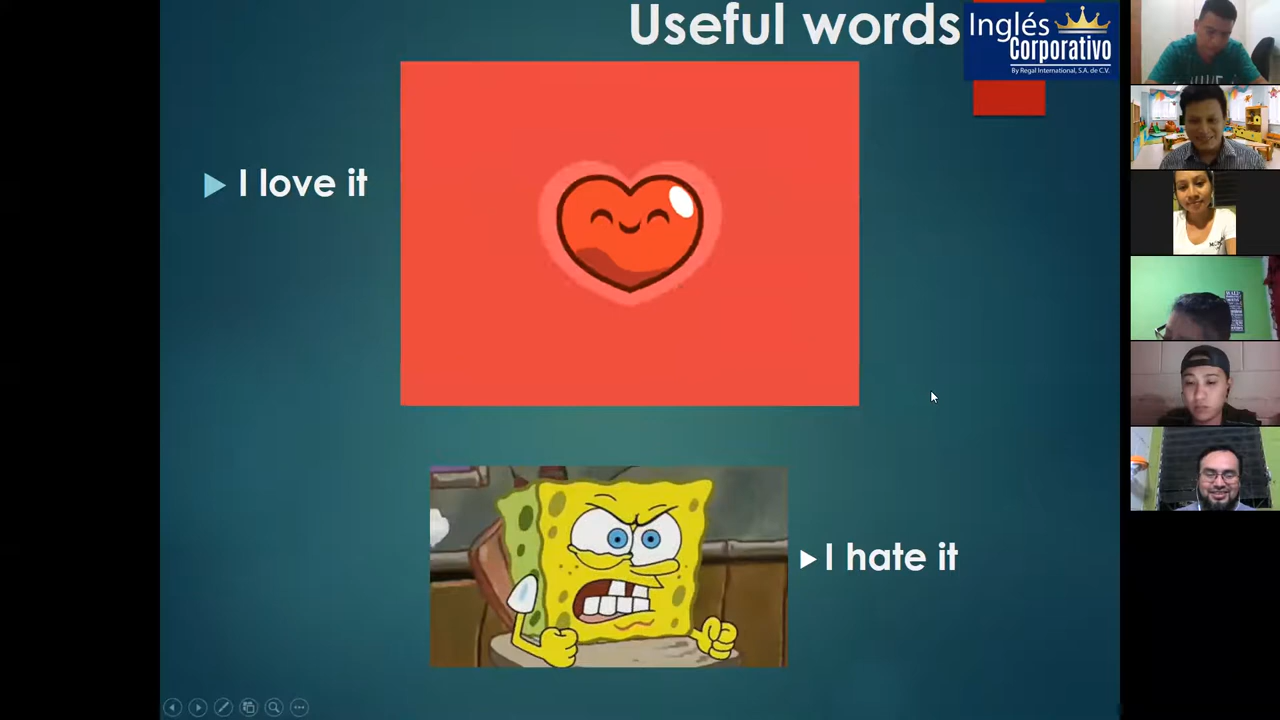 Useful words
Inglés
Corporativo
By Regal International, S.A. de C.V.
I love it
I hate it